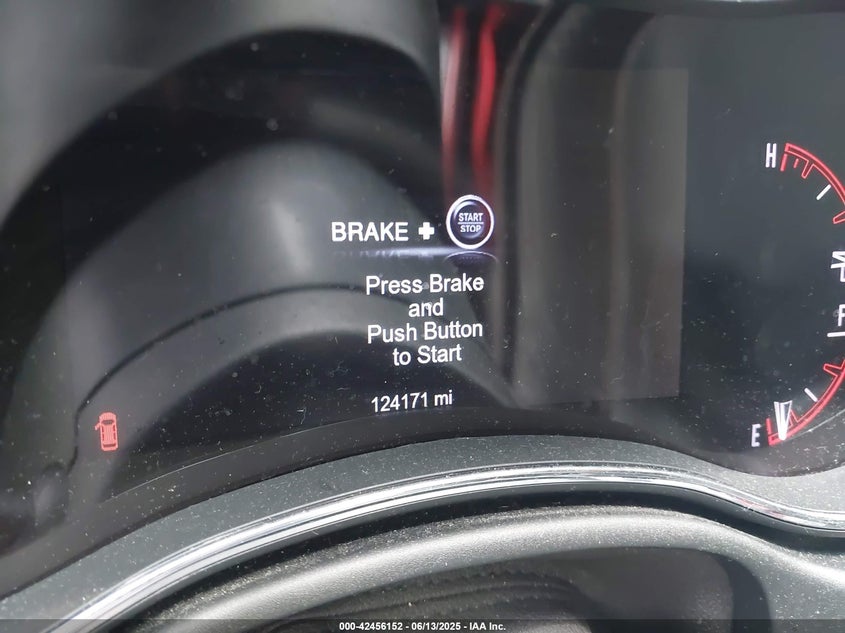 BRAKE + START
STOP
Press Brake
and
Push Button
to Start
124171 mi
H
E
000-42456152 - 06/13/2025 - IAA Inc.